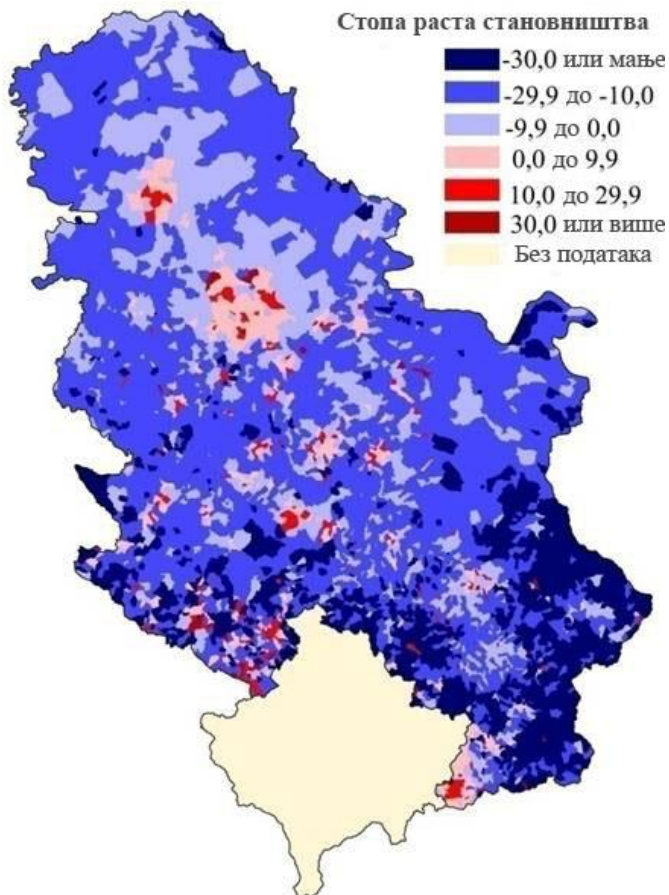 Стопа раста становништва
-30,0 или мање
-29,9 до -10,0
-9,9 до 0,0
0,0 до 9,9
10,0 до 29,9
30,0 или више
Без података